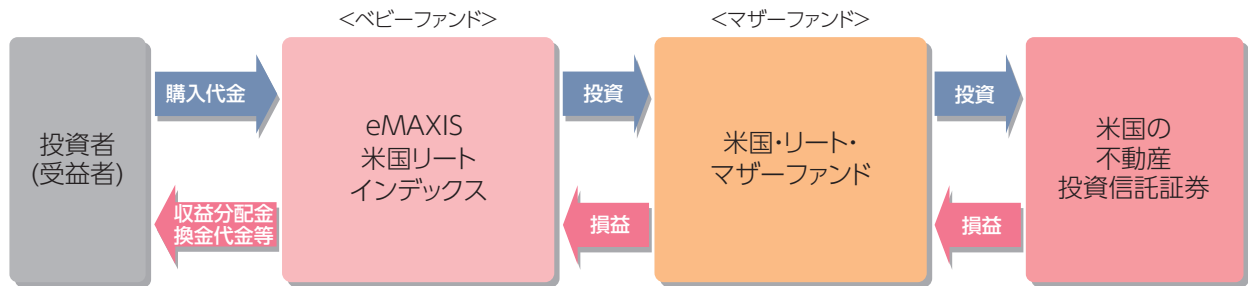 <ベビーファンド>
<マザーファンド>
投資者
(受益者)
購入代金
収益分配金
換金代金等
eMAXIS
米国リート
インデックス
投資
損益
米国・リート・
マザーファンド
投資
損益
米国の
不動産
投資信託証券